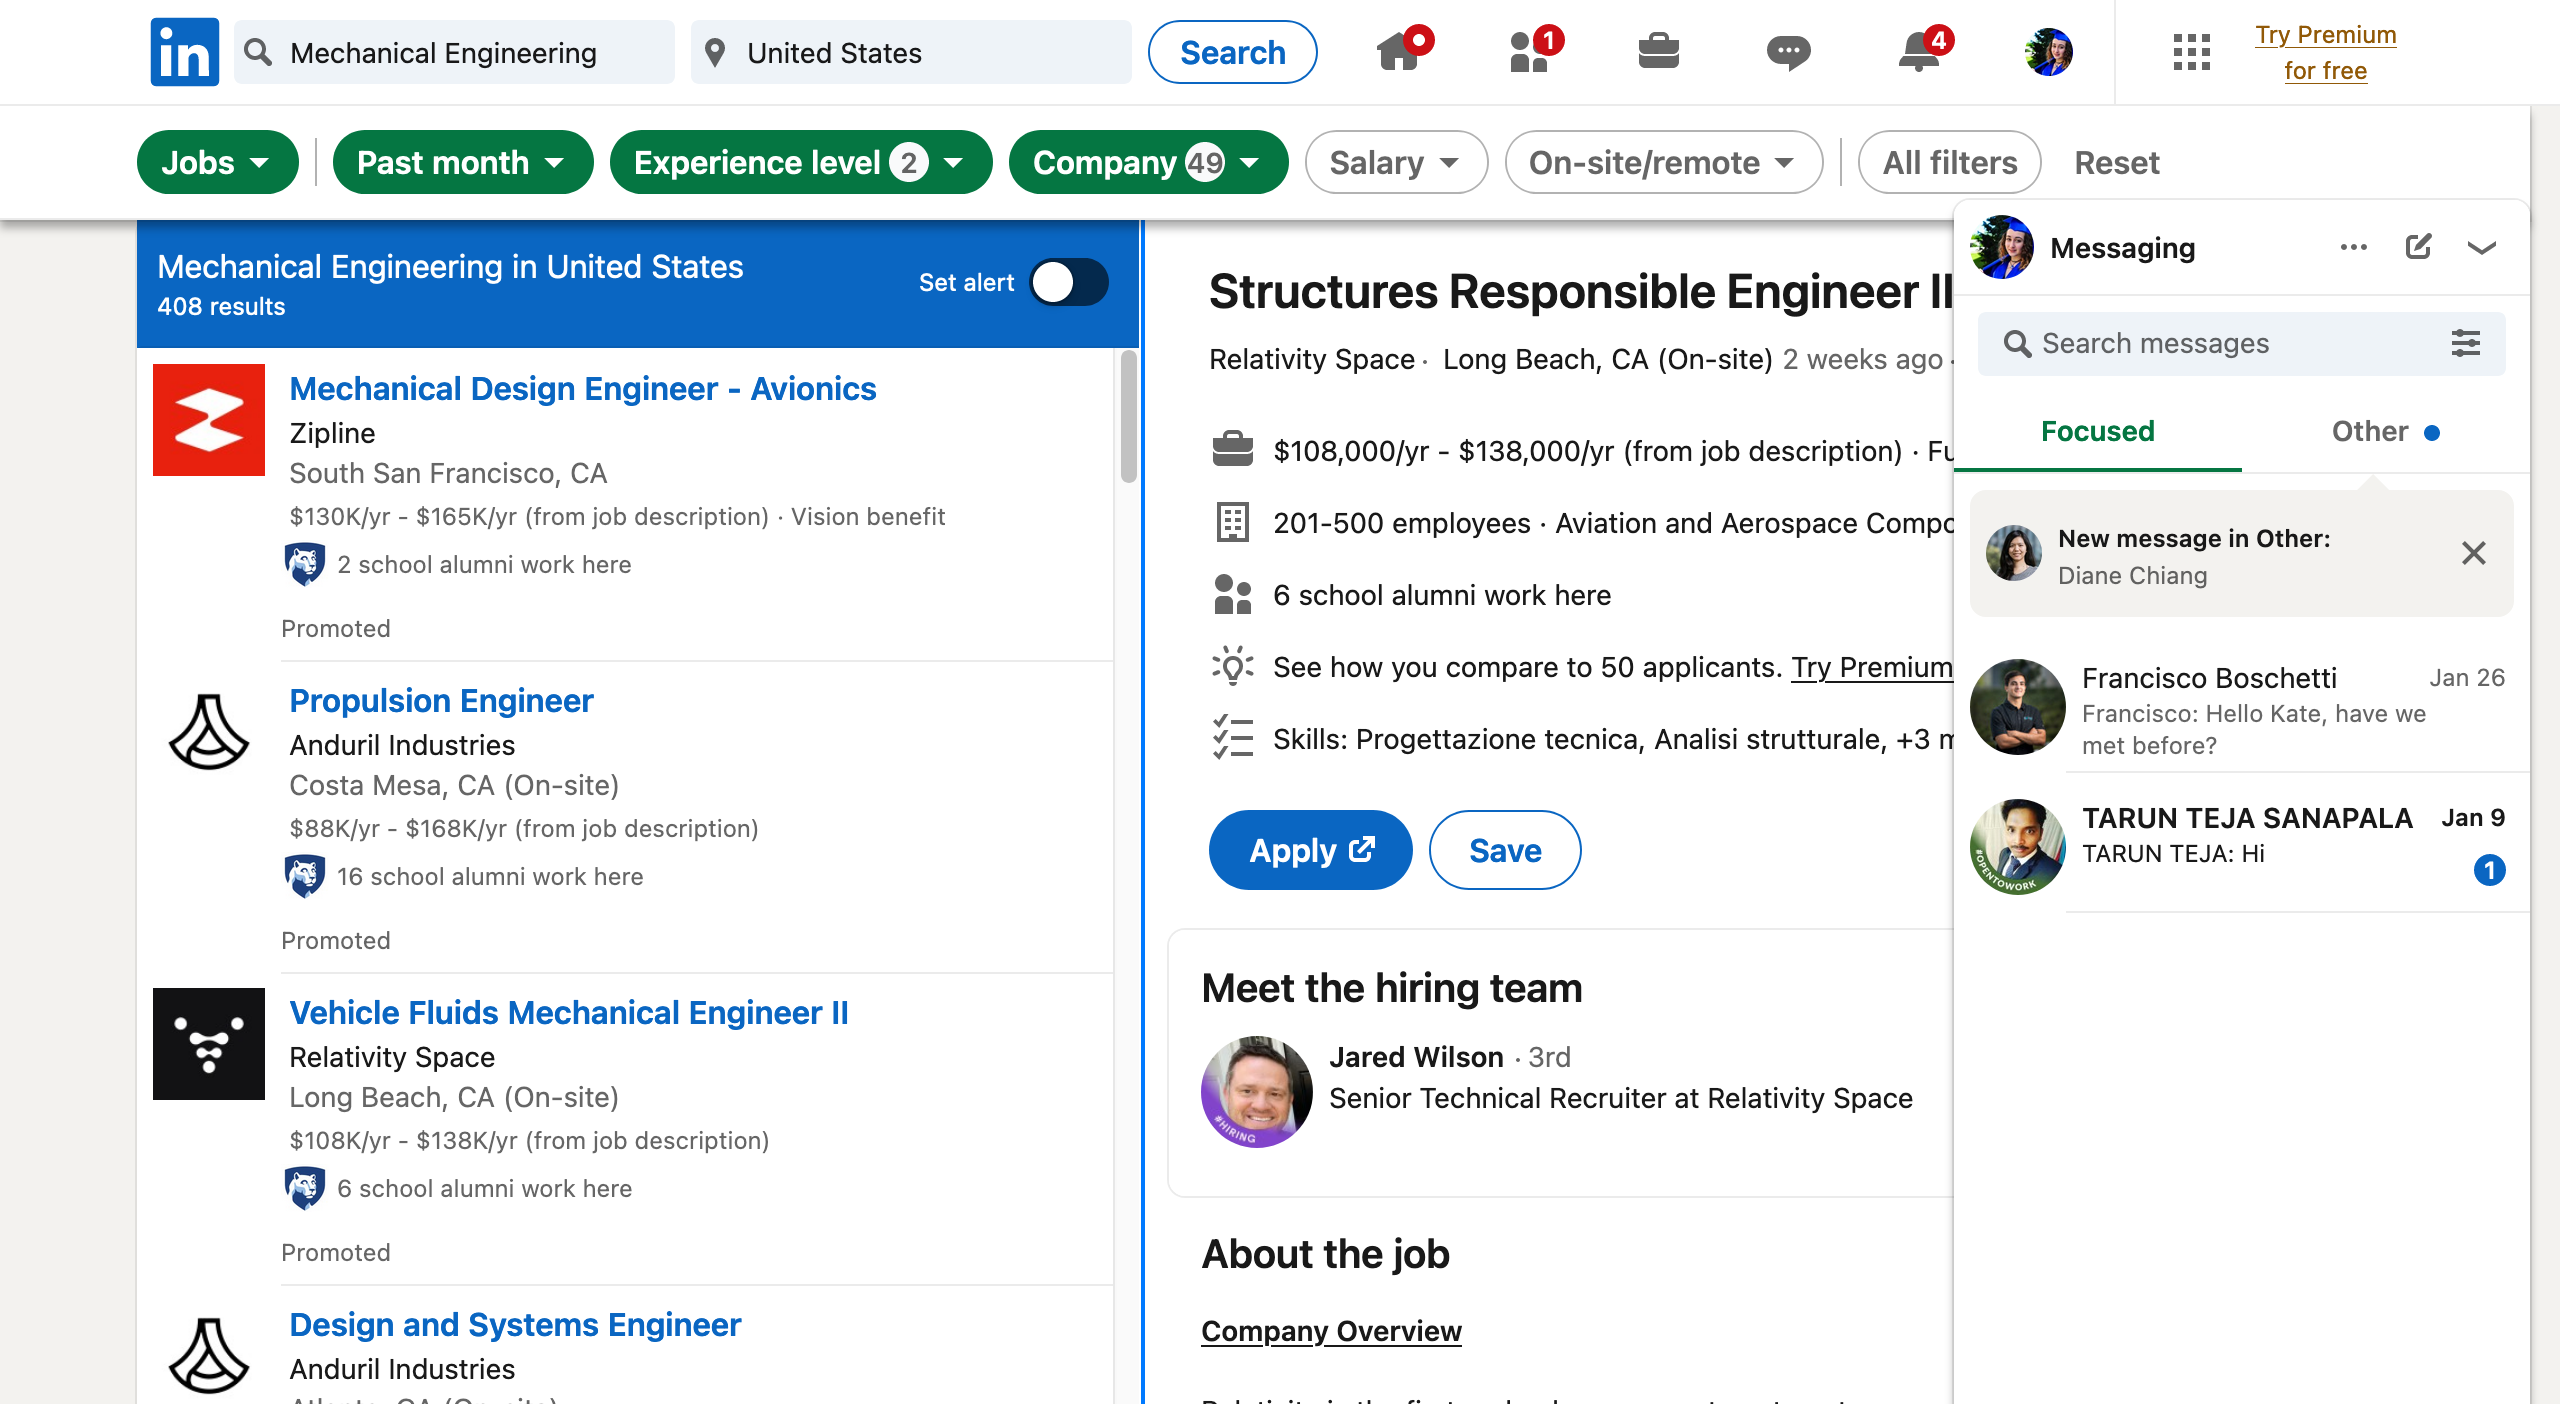 in
Mechanical Engineering
United States
Search
1
4
Try Premium
for free
Jobs
Past month
Experience level 2
Company 49
Salary
On-site/remote
All filters
Reset
Mechanical Engineering in United States
408 results
Set alert
Mechanical Design Engineer - Avionics
Zipline
South San Francisco, CA
$130K/yr - $165K/yr (from job description) · Vision benefit
2 school alumni work here
Promoted
Propulsion Engineer
Anduril Industries
Costa Mesa, CA (On-site)
$88K/yr - $168K/yr (from job description)
16 school alumni work here
Promoted
Vehicle Fluids Mechanical Engineer II
Relativity Space
Long Beach, CA (On-site)
$108K/yr - $138K/yr (from job description)
6 school alumni work here
Promoted
Design and Systems Engineer
Anduril Industries
Structures Responsible Engineer II
Relativity Space · Long Beach, CA (On-site) 2 weeks ago ·
$108,000/yr - $138,000/yr (from job description) ·
201-500 employees · Aviation and Aerospace
6 school alumni work here
See how you compare to 50 applicants. Try Premium
Skills: Progettazione tecnica, Analisi strutturale, +3
Apply
Save
Meet the hiring team
#HIRING
Jared Wilson · 3rd
Senior Technical Recruiter at Relativity Space
About the job
Company Overview
Messaging
Search messages
Focused
Other
New message in Other:
Diane Chiang
Francisco Boschetti
Jan 26
Francisco: Hello Kate, have we
met before?
#OPENTOWORK
TARUN TEJA SANAPALA
Jan 9
TARUN TEJA: Hi
1